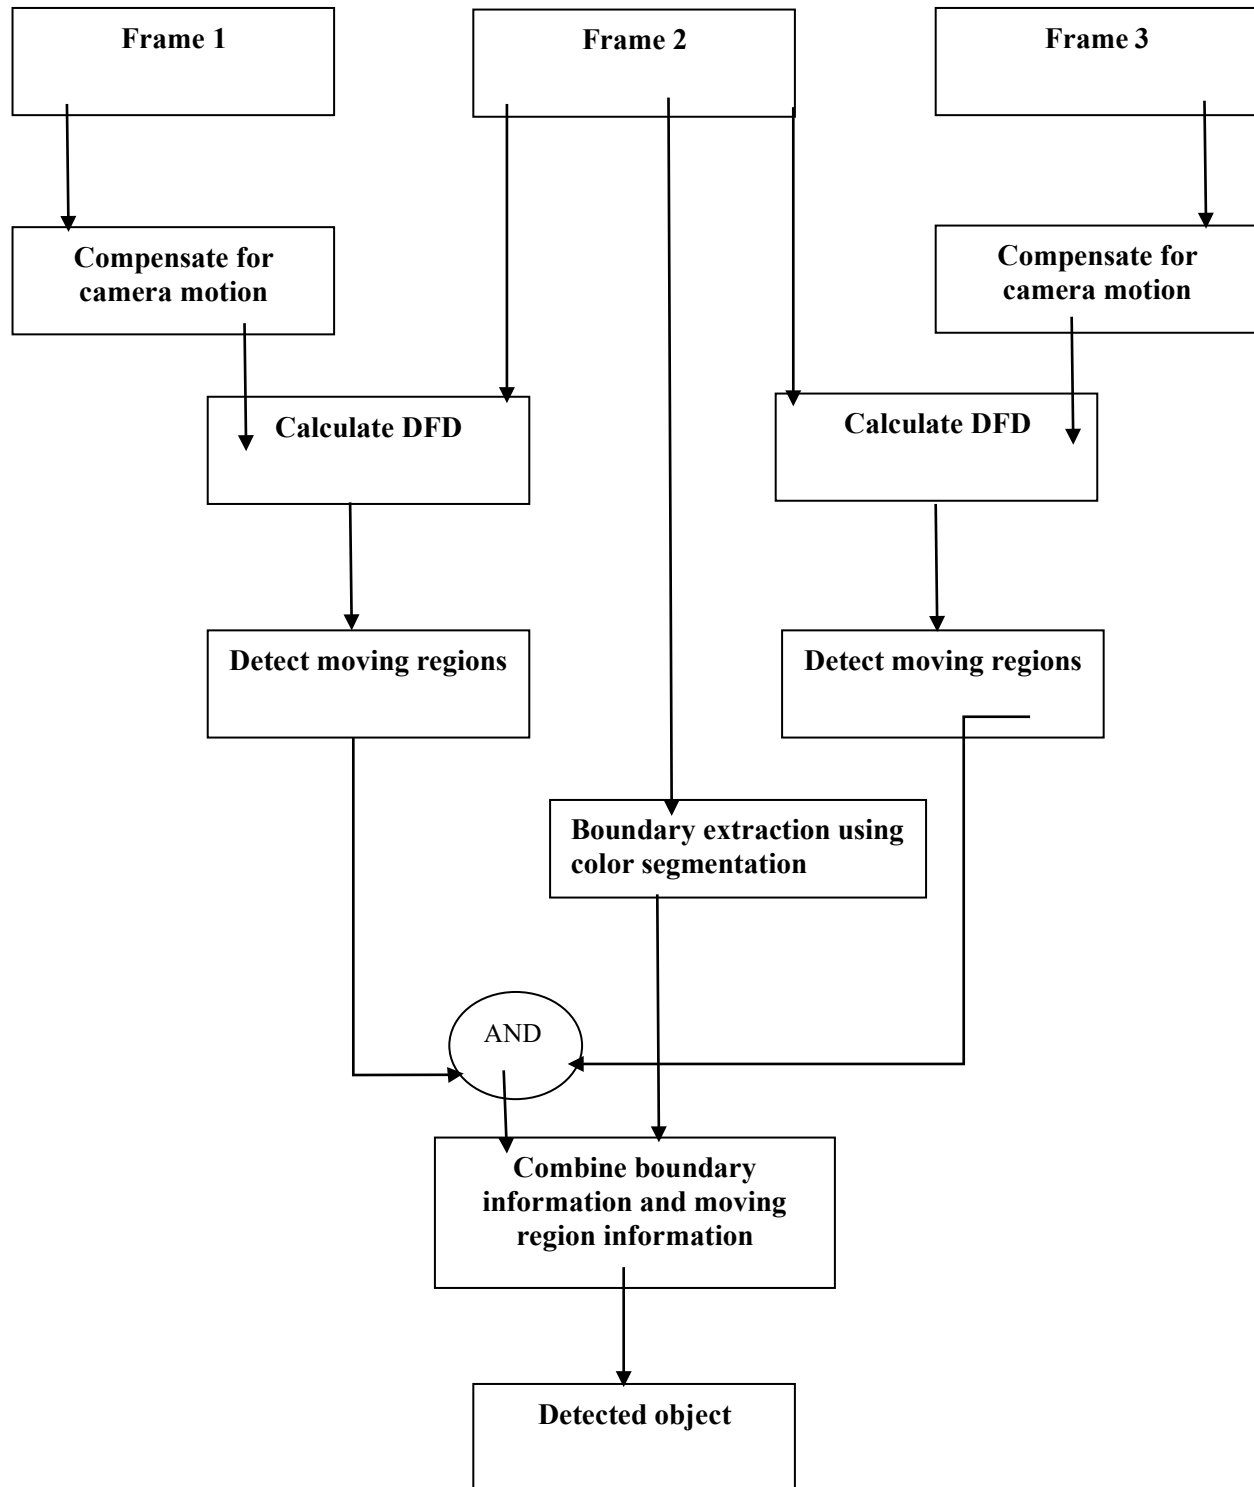 Frame 1
Frame 2
Frame 3
Compensate for
camera motion
Compensate for
camera motion
Calculate DFD
Calculate DFD
Detect moving regions
Detect moving regions
Boundary extraction using
color segmentation
AND
Combine boundary
information and moving
region information
Detected object